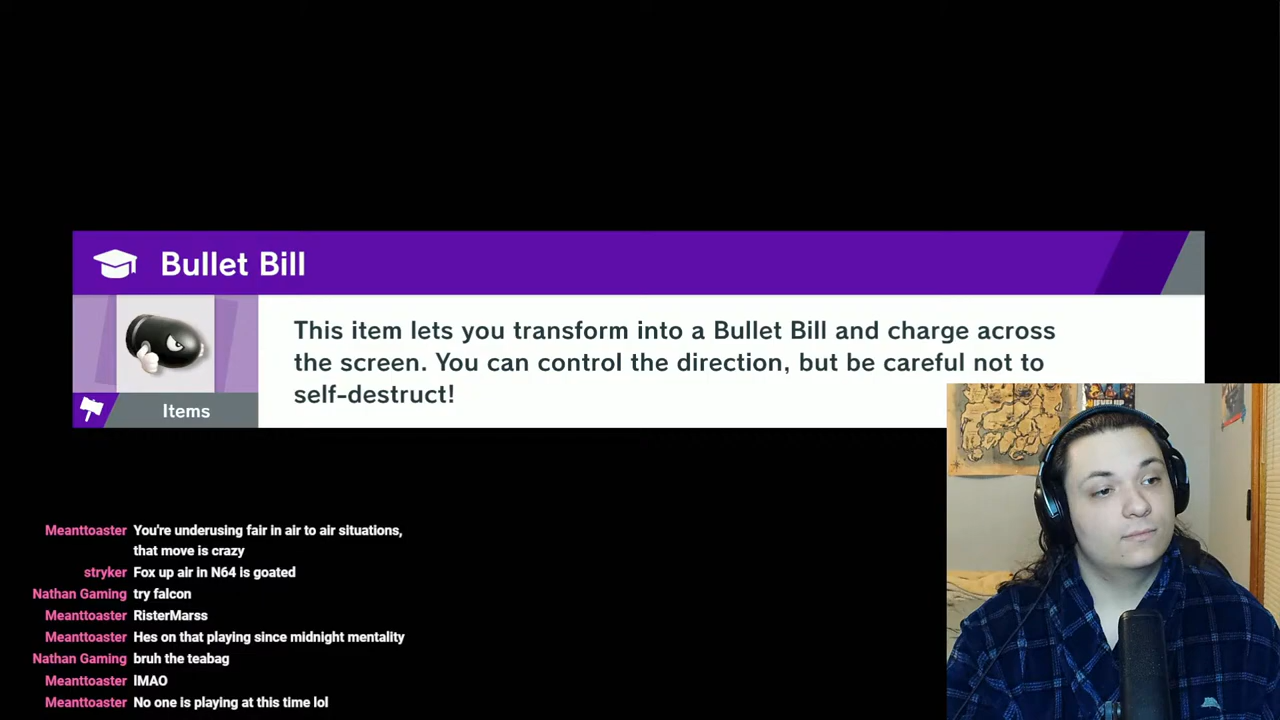 Bullet Bill
This item lets you transform into a Bullet Bill and charge across
the screen. You can control the direction, but be careful not to
self-destruct!
Items
Meanttoaster You're underusing fair in air to air situations,
that move is crazy
stryker Fox up air in N64 is goated
Nathan Gaming try falcon
Meanttoaster RisterMarss
Meanttoaster Hes on that playing since midnight mentality
Nathan Gaming bruh the teabag
Meanttoaster lMAO
Meanttoaster No one is playing at this time lol